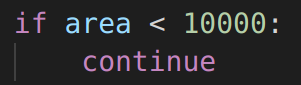 if area < 10000:
    continue